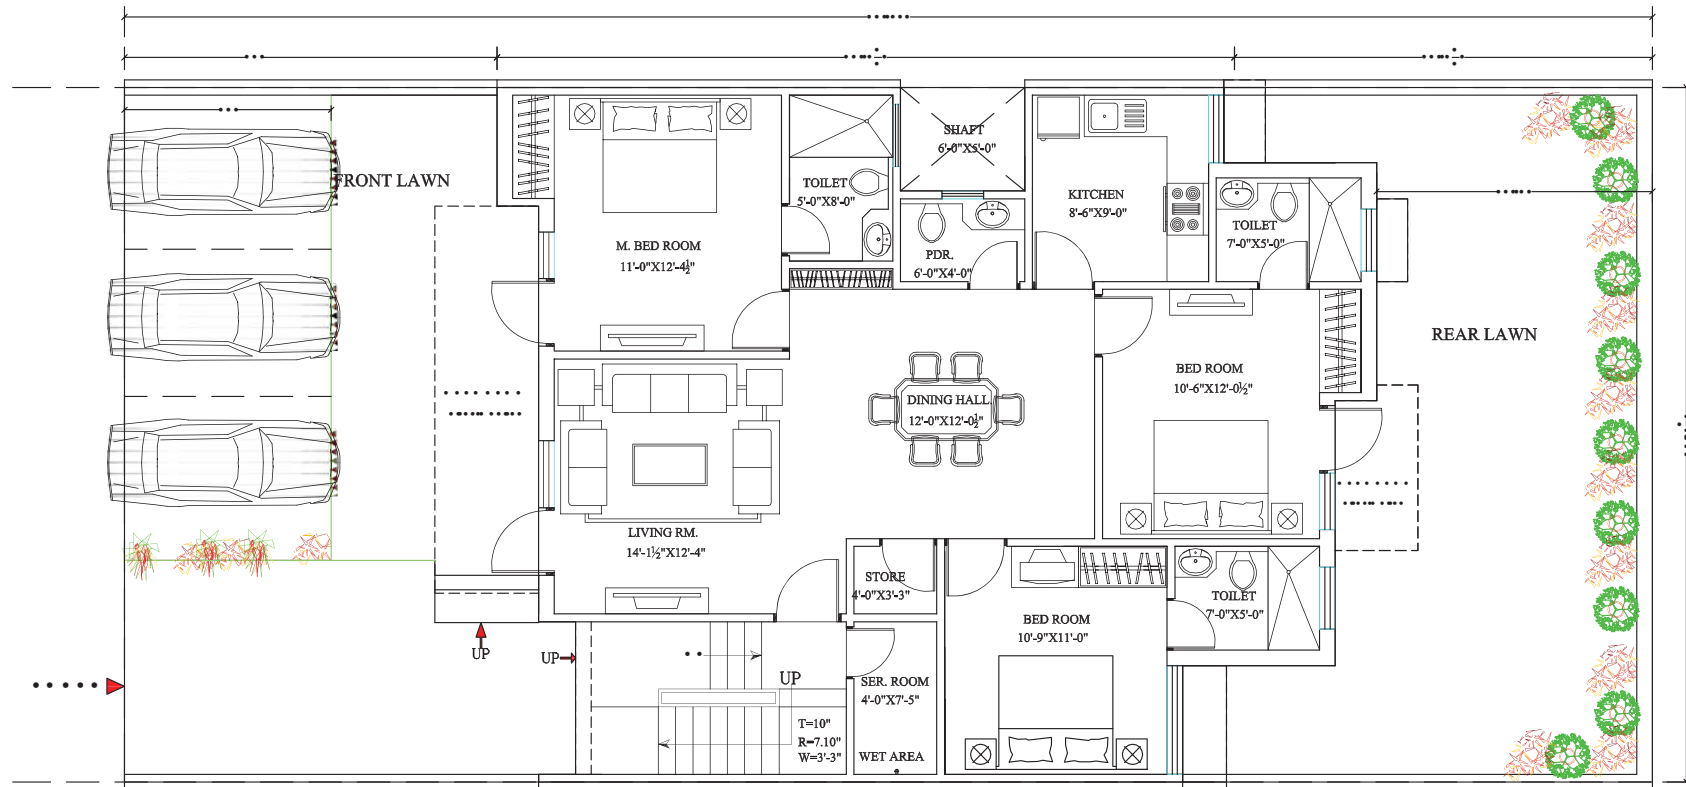 SHAFT
6'-0"X5'-0"
FRONT LAWN
TOILET
5'-0"X8'-0"
KITCHEN
8'-6"X9'-0"
TOILET
7'-0"X5'-0"
M. BED ROOM
11'-0"X12'-4½"
PDR.
6'-0"X4'-0"
REAR LAWN
BED ROOM
10'-6"X12'-0½"
DINING HALL.
12'-0"X12'-0½"
LIVING RM.
14'-1½"X12'-4"
STORE
4'-0"X3'-3"
TOILET
7'-0"X5'-0"
BED ROOM
10'-9"X11'-0"
UP
UP
UP
SER. ROOM
4'-0"X7'-5"
T=10"
R=7.10"
W=3'-3"
WET AREA